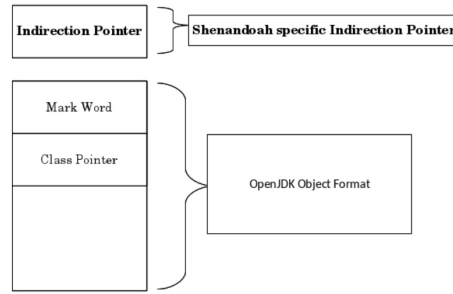 Indirection Pointer
Shenandoah specific Indirection Pointer
Mark Word
Class Pointer
OpenJDK Object Format